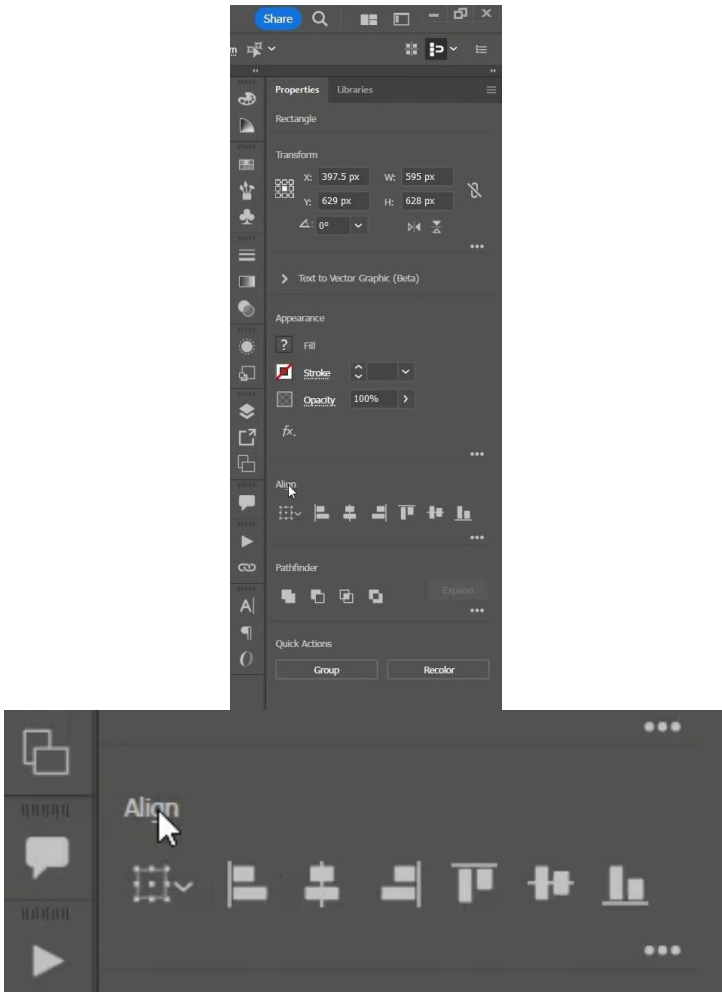 Share
m
Properties Libraries
Rectangle
Transform
X: 397.5 px W: 595 px
Y: 629 px H: 628 px
0°
Text to Vector Graphic (Beta)
Appearance
? Fill
Stroke
Opacity 100%
fx.
Align
Pathfinder
Expand
Quick Actions
Group Recolor
Align